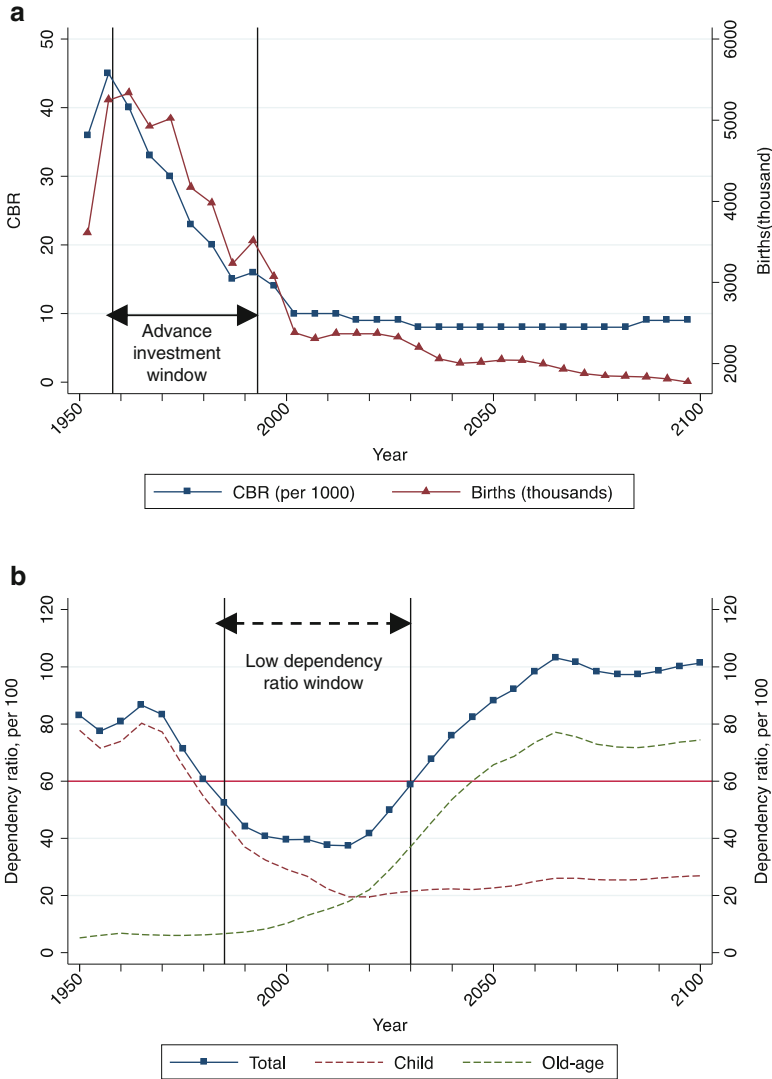 a
50
40
30
20
10
0
CBR
6000
5000
4000
3000
2000
Births(thousand)
Advance
investment
window
1950
2000
2050
2100
Year
CBR (per 1000)
Births (thousands)
b
120
100
80
60
40
20
0
Dependency ratio, per 100
120
100
80
60
40
20
0
Dependency ratio, per 100
Low dependency
ratio window
1950
2000
2050
2100
Year
Total
Child
Old-age